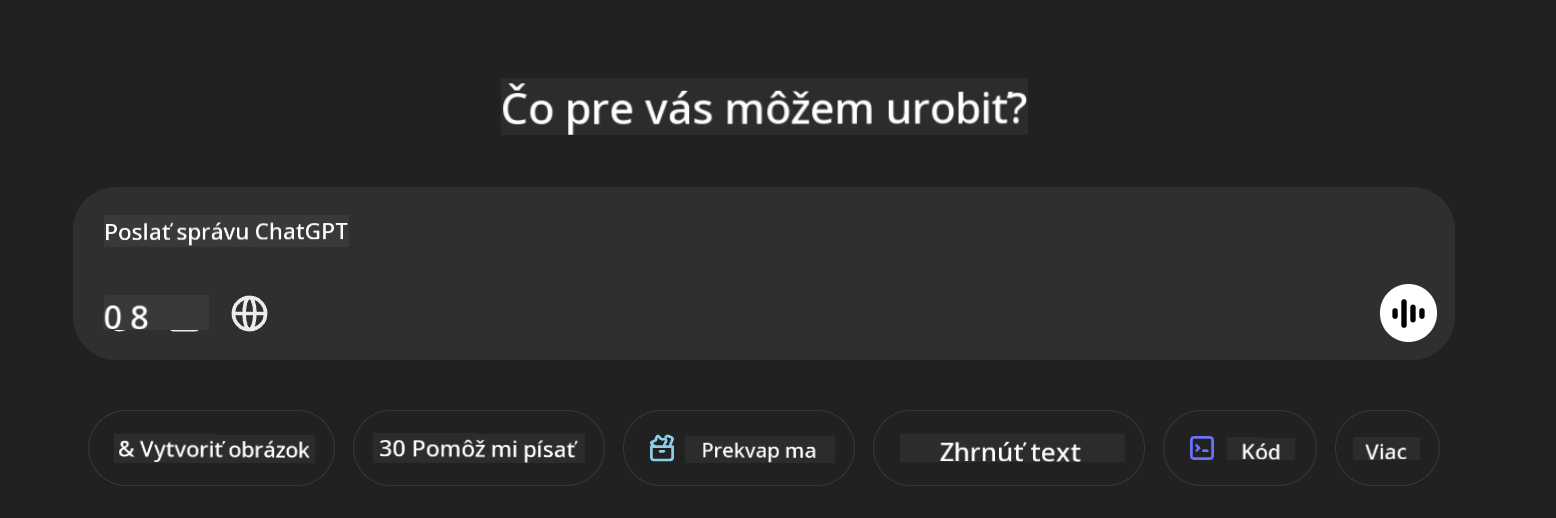 Čo pre vás môžem urobiť?
Poslať správu ChatGPT
0 8
& Vytvoriť obrázok
30 Pomôž mi písať
Prekvap ma
Zhrnúť text
Kód
Viac